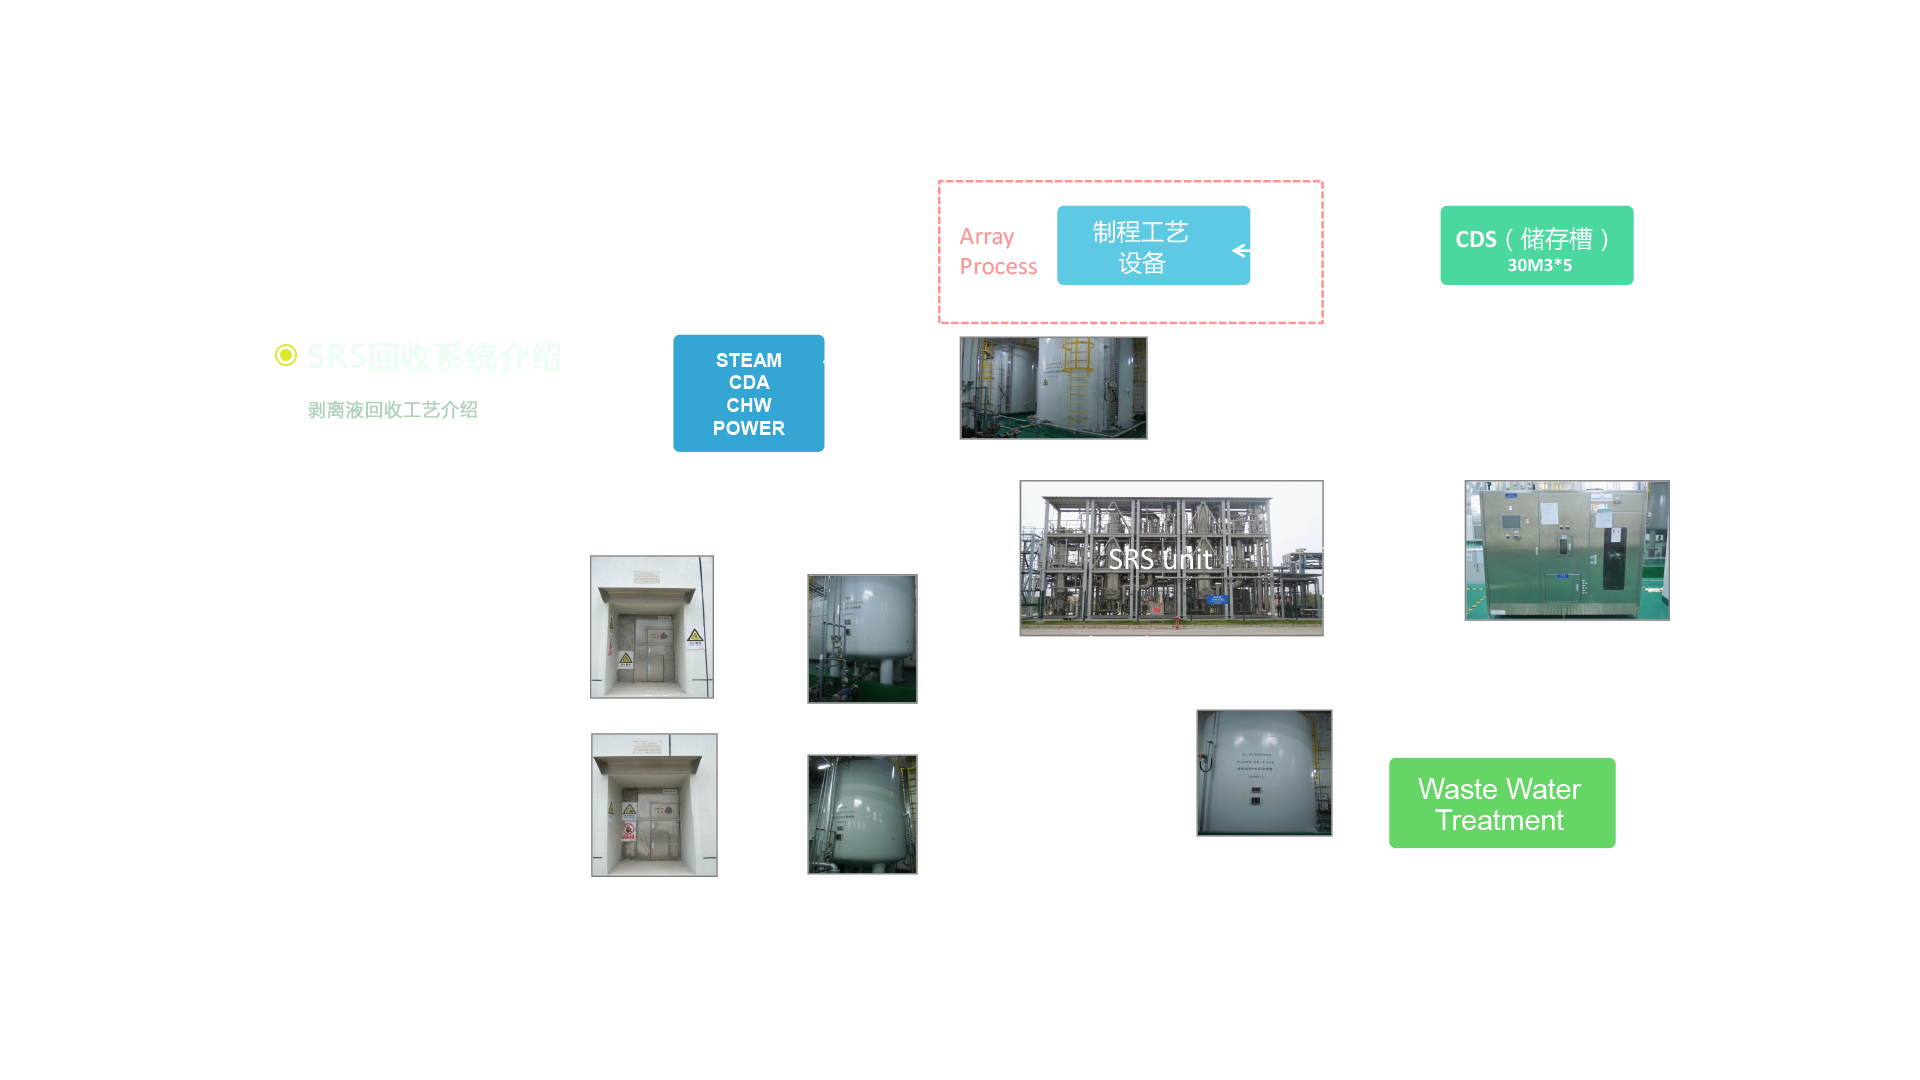 Array
Process
制程工艺
设备
CDS（储存槽）
30M3*5
SRS回收系统介绍
剥离液回收工艺介绍
STEAM
CDA
CHW
POWER
SRS unit
Waste Water
Treatment